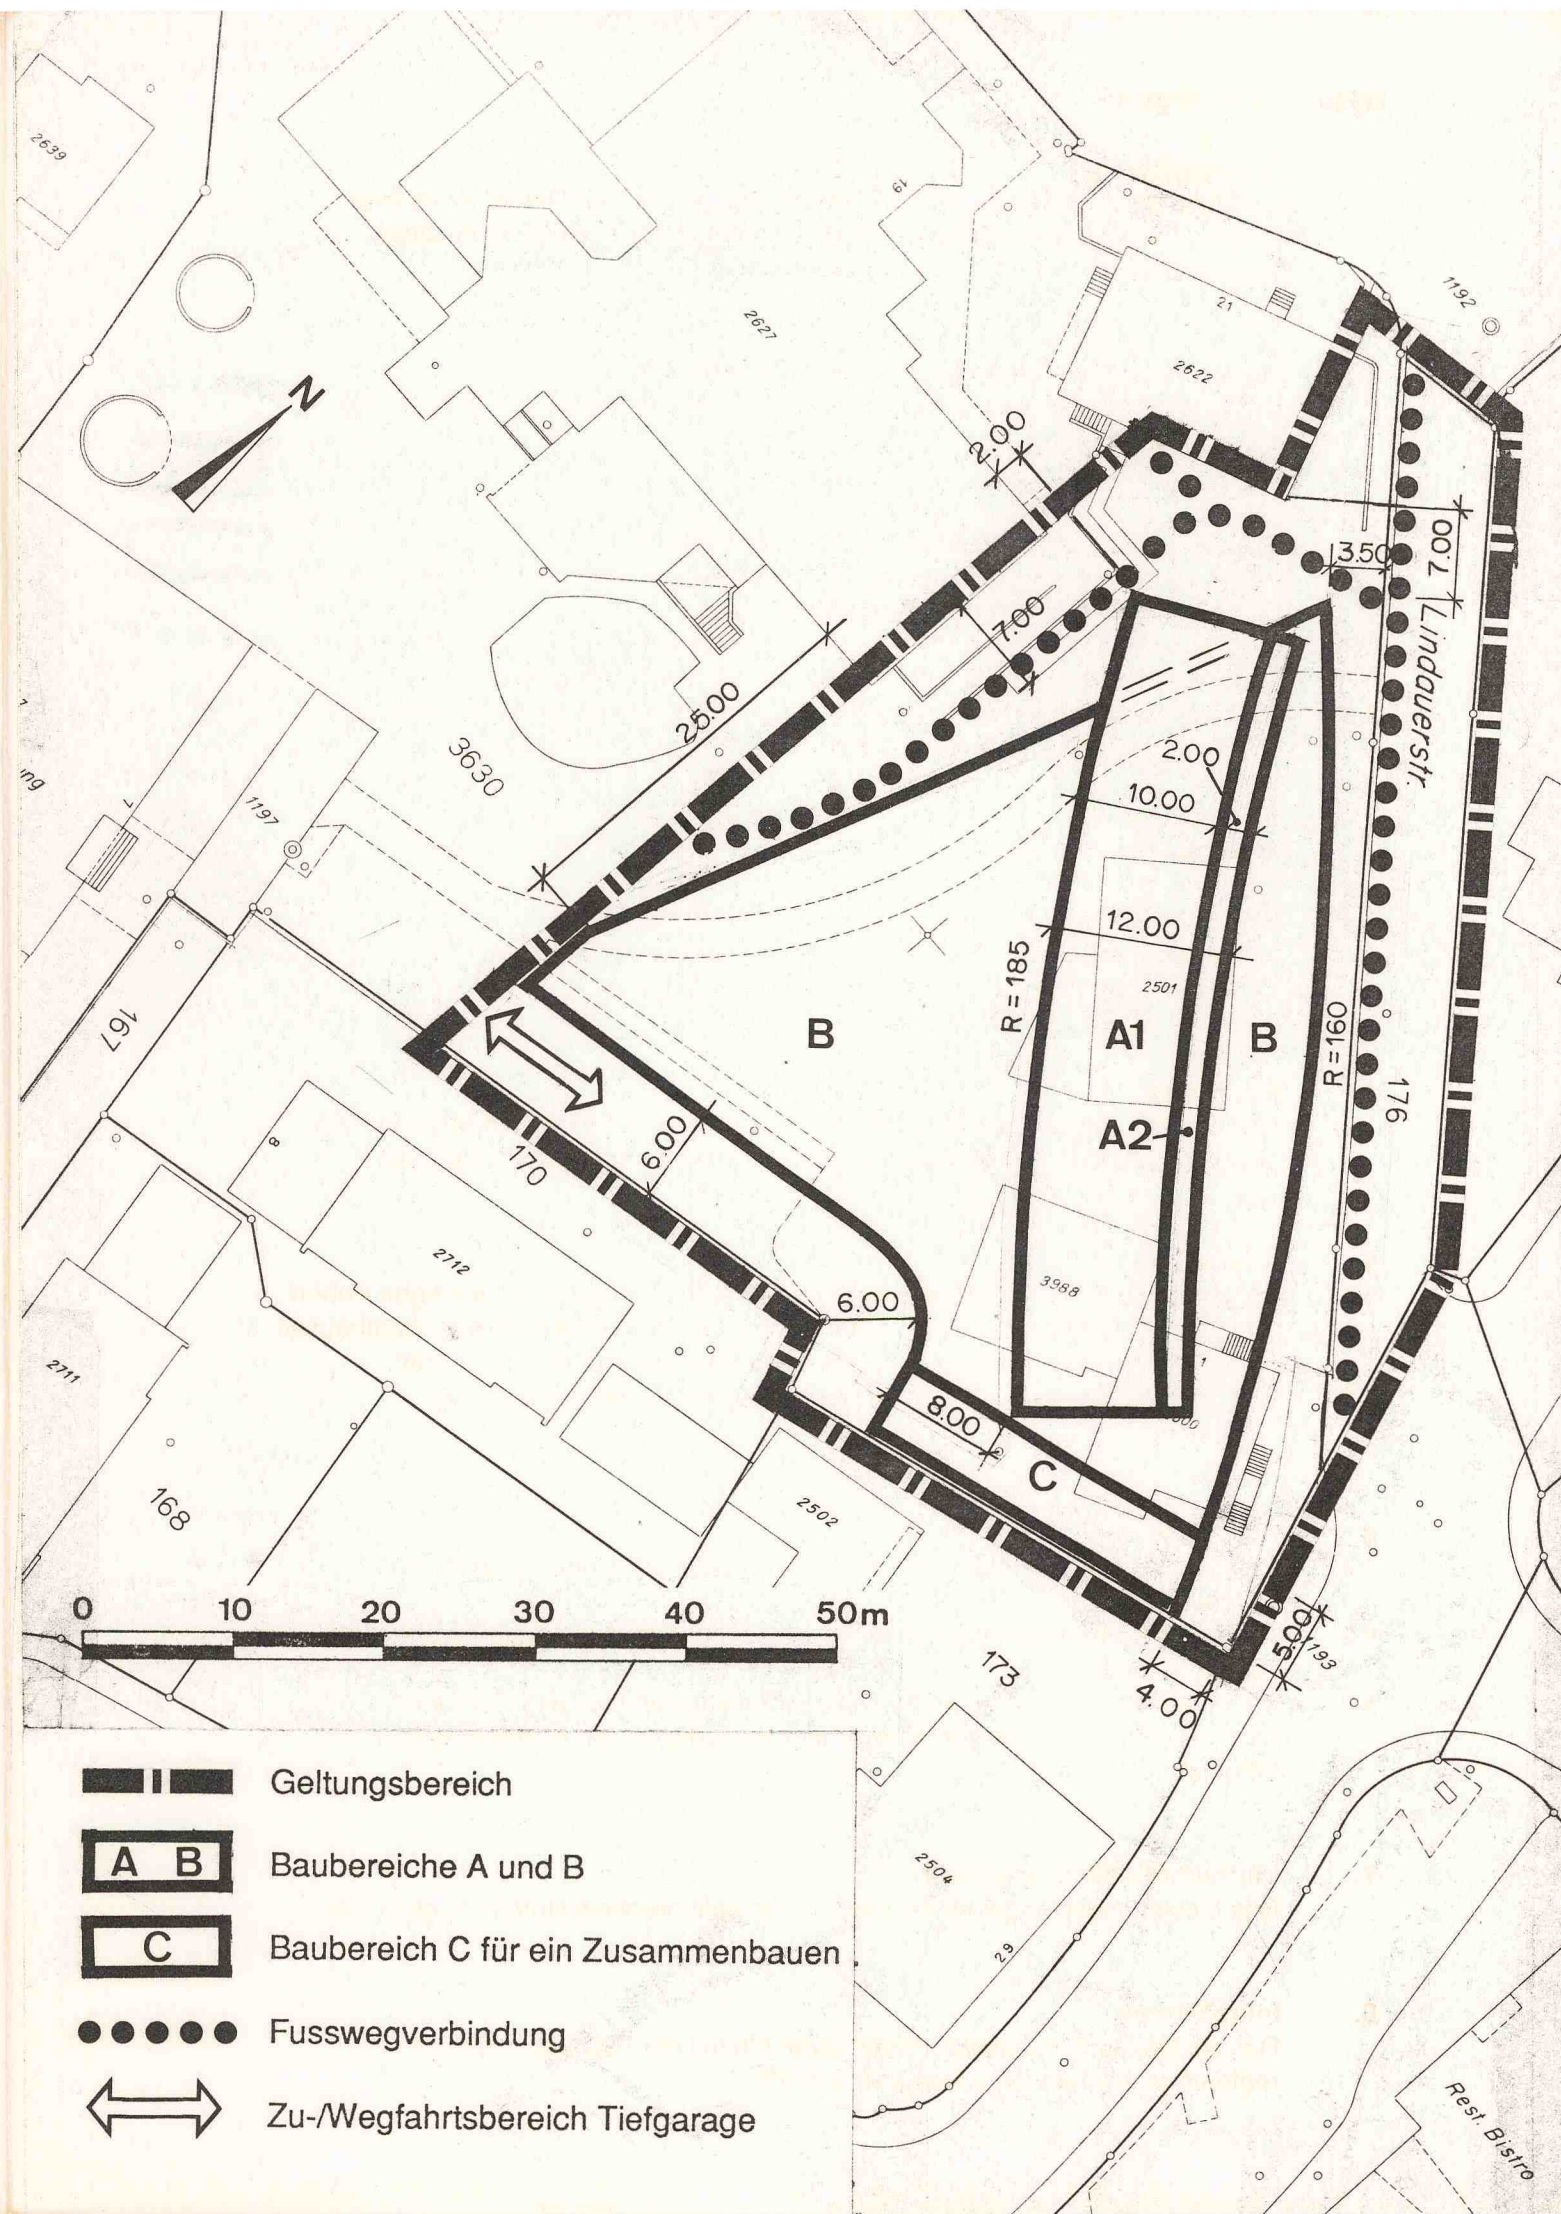 2639
19
1192
21
2627
2622
N
2.00
7.00
3.50
Lindauerstr.
7.00
25.00
3630
2.00
10.00
1197
ung
12.00
R=185
2501
B
A1
B
R=160
167
176
A2
6.00
8
170
2712
3988
6.00
1
2711
8.00
C
168
2502
0 10 20 30 40 50m
5.00
1193
173
4.00
Geltungsbereich
A B Baubereiche A und B
2504
C Baubereich C für ein Zusammenbauen
29
Fusswegverbindung
Zu-/Wegfahrtsbereich Tiefgarage
Rest. Bistro